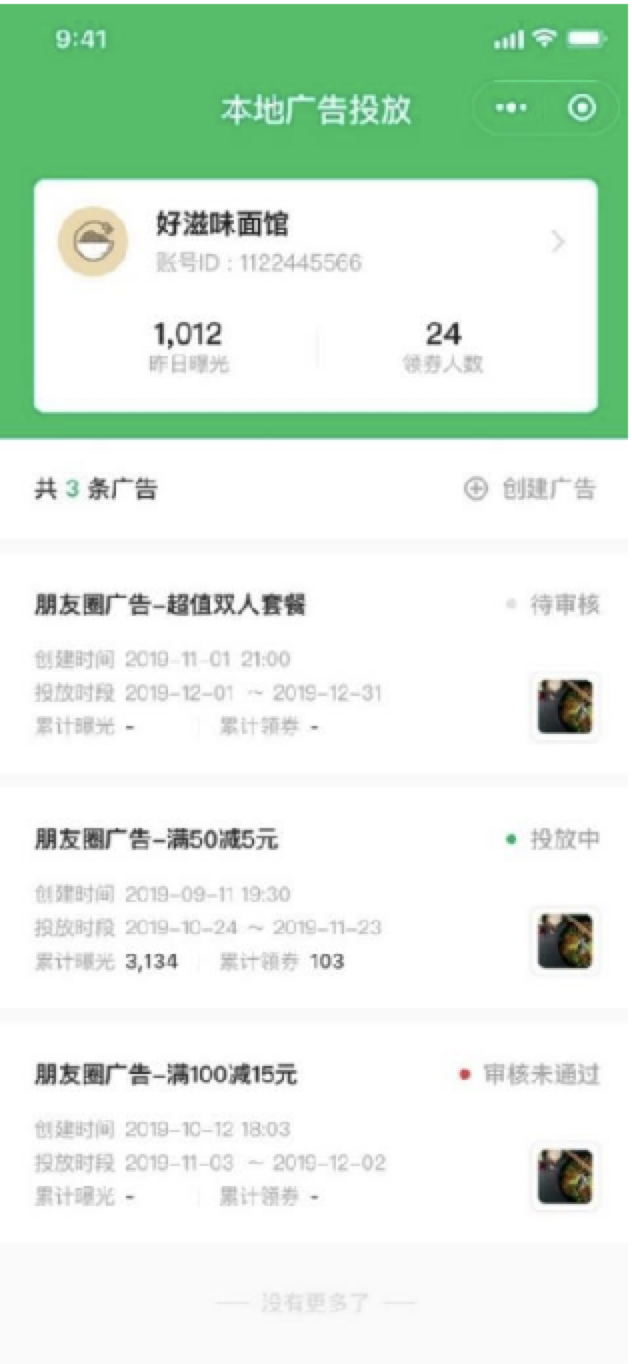 9:41
本地广告投放
好滋味面馆
账号ID：1122445566
1,012
昨日曝光
24
领券人数
共 3 条广告
创建广告
朋友圈广告-超值双人套餐
待审核
创建时间 2019-11-01 21:00
投放时段 2019-12-01 ~ 2019-12-31
累计曝光 - 累计领券 -
朋友圈广告-满50减5元
投放中
创建时间 2019-09-11 19:30
投放时段 2019-10-24 ~ 2019-11-23
累计曝光 3,134 累计领券 103
朋友圈广告-满100减15元
审核未通过
创建时间 2019-10-12 18:03
投放时段 2019-11-03 ~ 2019-12-02
累计曝光 - 累计领券 -
没有更多了